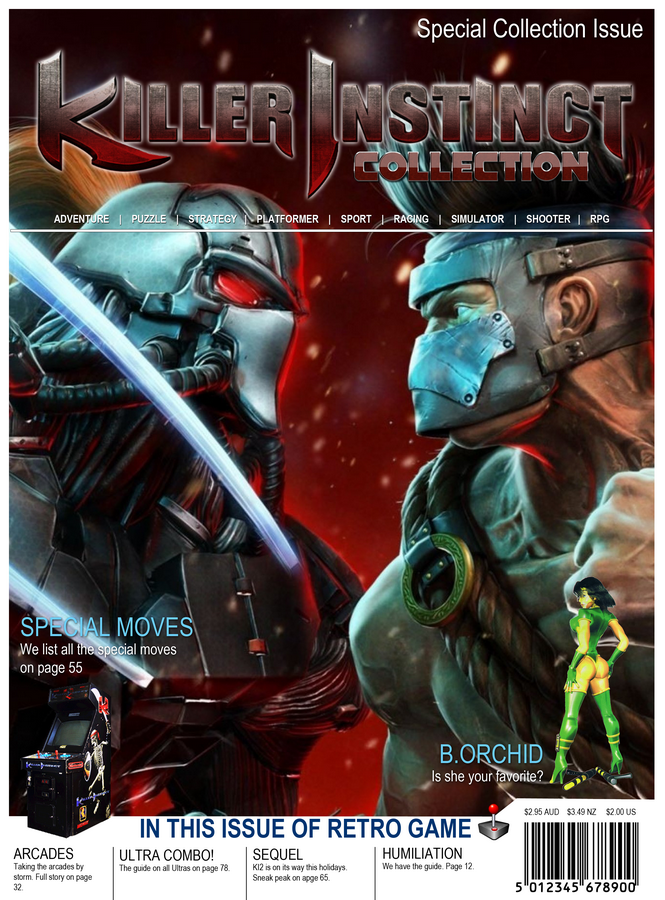 Special Collection Issue
KILLER INSTINCT
COLLECTION
ADVENTURE | PUZZLE | STRATEGY | PLATFORMER | SPORT | RACING | SIMULATOR | SHOOTER | RPG
SPECIAL MOVES
We list all the special moves
on page 55
B.ORCHID
Is she your favorite?
IN THIS ISSUE OF RETRO GAME
$2.95 AUD $3.49 NZ $2.00 US
ARCADES
Taking the arcades by
storm. Full story on page
32.
ULTRA COMBO!
The guide on all Ultras on page 78.
SEQUEL
KI2 is on its way this holidays.
Sneak peak on apge 65.
HUMILIATION
We have the guide. Page 12.
5 012345 678900